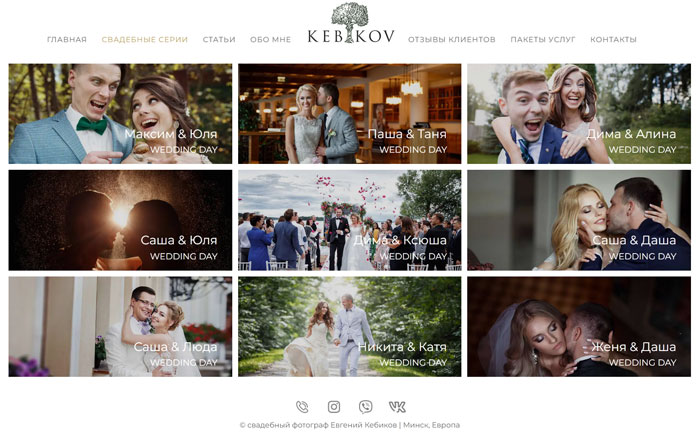 ГЛАВНАЯ СВАДЕБНЫЕ СЕРИИ СТАТЬИ ОБО МНЕ KEBIKOV ОТЗЫВЫ КЛИЕНТОВ ПАКЕТЫ УСЛУГ КОНТАКТЫ
Максим & Юля
WEDDING DAY
Паша & Таня
WEDDING DAY
Дима & Алина
WEDDING DAY
Саша & Юля
WEDDING DAY
Дима & Ксюша
WEDDING DAY
Саша & Даша
WEDDING DAY
Саша & Люда
WEDDING DAY
Никита & Катя
WEDDING DAY
Женя & Даша
WEDDING DAY
© свадебный фотограф Евгений Кебиков | Минск, Европа